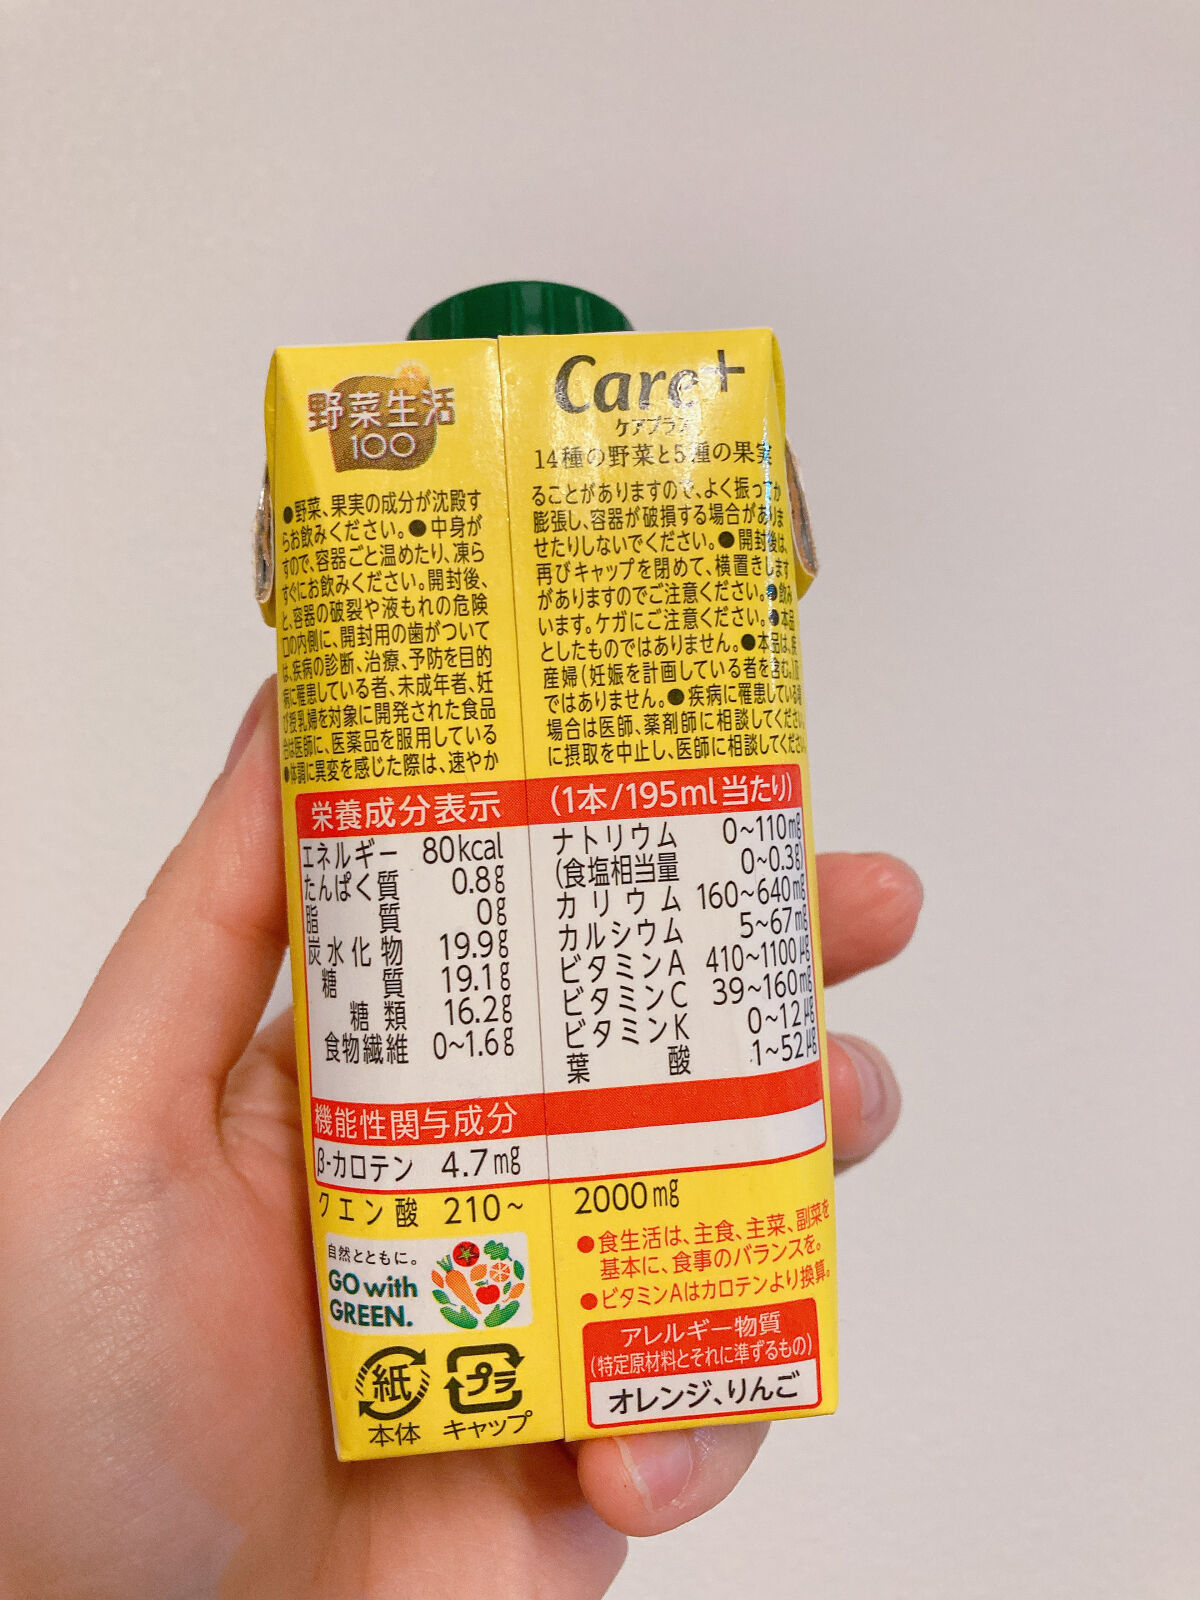 野菜生活
100
Care+
ケアプラス
14種の野菜と5種の果実
●野菜、果実の成分が沈殿することがありますので、よく振ってか
らお飲みください。●中身が膨張し、容器が破損する場合がありま
すので、容器ごと温めたり、凍らせたりしないでください。●開封後は、
すぐにお飲みください。開封後、再びキャップを閉めて、横置きします
と、容器の破裂や液もれの危険がありますのでご注意ください。●飲み
口の内側に、開封用の歯がついています。ケガにご注意ください。●本品
は、疾病の診断、治療、予防を目的としたものではありません。●本品は、疾
病に罹患している者、未成年者、妊産婦(妊娠を計画している者を含む。)及
び授乳婦を対象に開発された食品ではありません。●疾病に罹患している場
合は医師に、医薬品を服用している場合は医師、薬剤師に相談してください。
●体調に異変を感じた際は、速やかに摂取を中止し、医師に相談してください。
栄養成分表示 (1本/195ml当たり)
エネルギー 80kcal
たんぱく質 0.8g
脂質 0g
炭水化物 19.9g
糖質 19.1g
糖類 16.2g
食物繊維 0~1.6g
ナトリウム 0~110mg
(食塩相当量 0~0.3g)
カリウム 160~640mg
カルシウム 5~67mg
ビタミンA 410~1100μg
ビタミンC 39~160mg
ビタミンK 0~12μg
葉酸 1~52μg
機能性関与成分
β-カロテン 4.7mg
クエン酸 210~2000mg
自然とともに。
GO with
GREEN.
紙
本体
プラ
キャップ
●食生活は、主食、主菜、副菜を
基本に、食事のバランスを。
●ビタミンAはカロテンより換算。
アレルギー物質
(特定原材料とそれに準ずるもの)
オレンジ、りんご